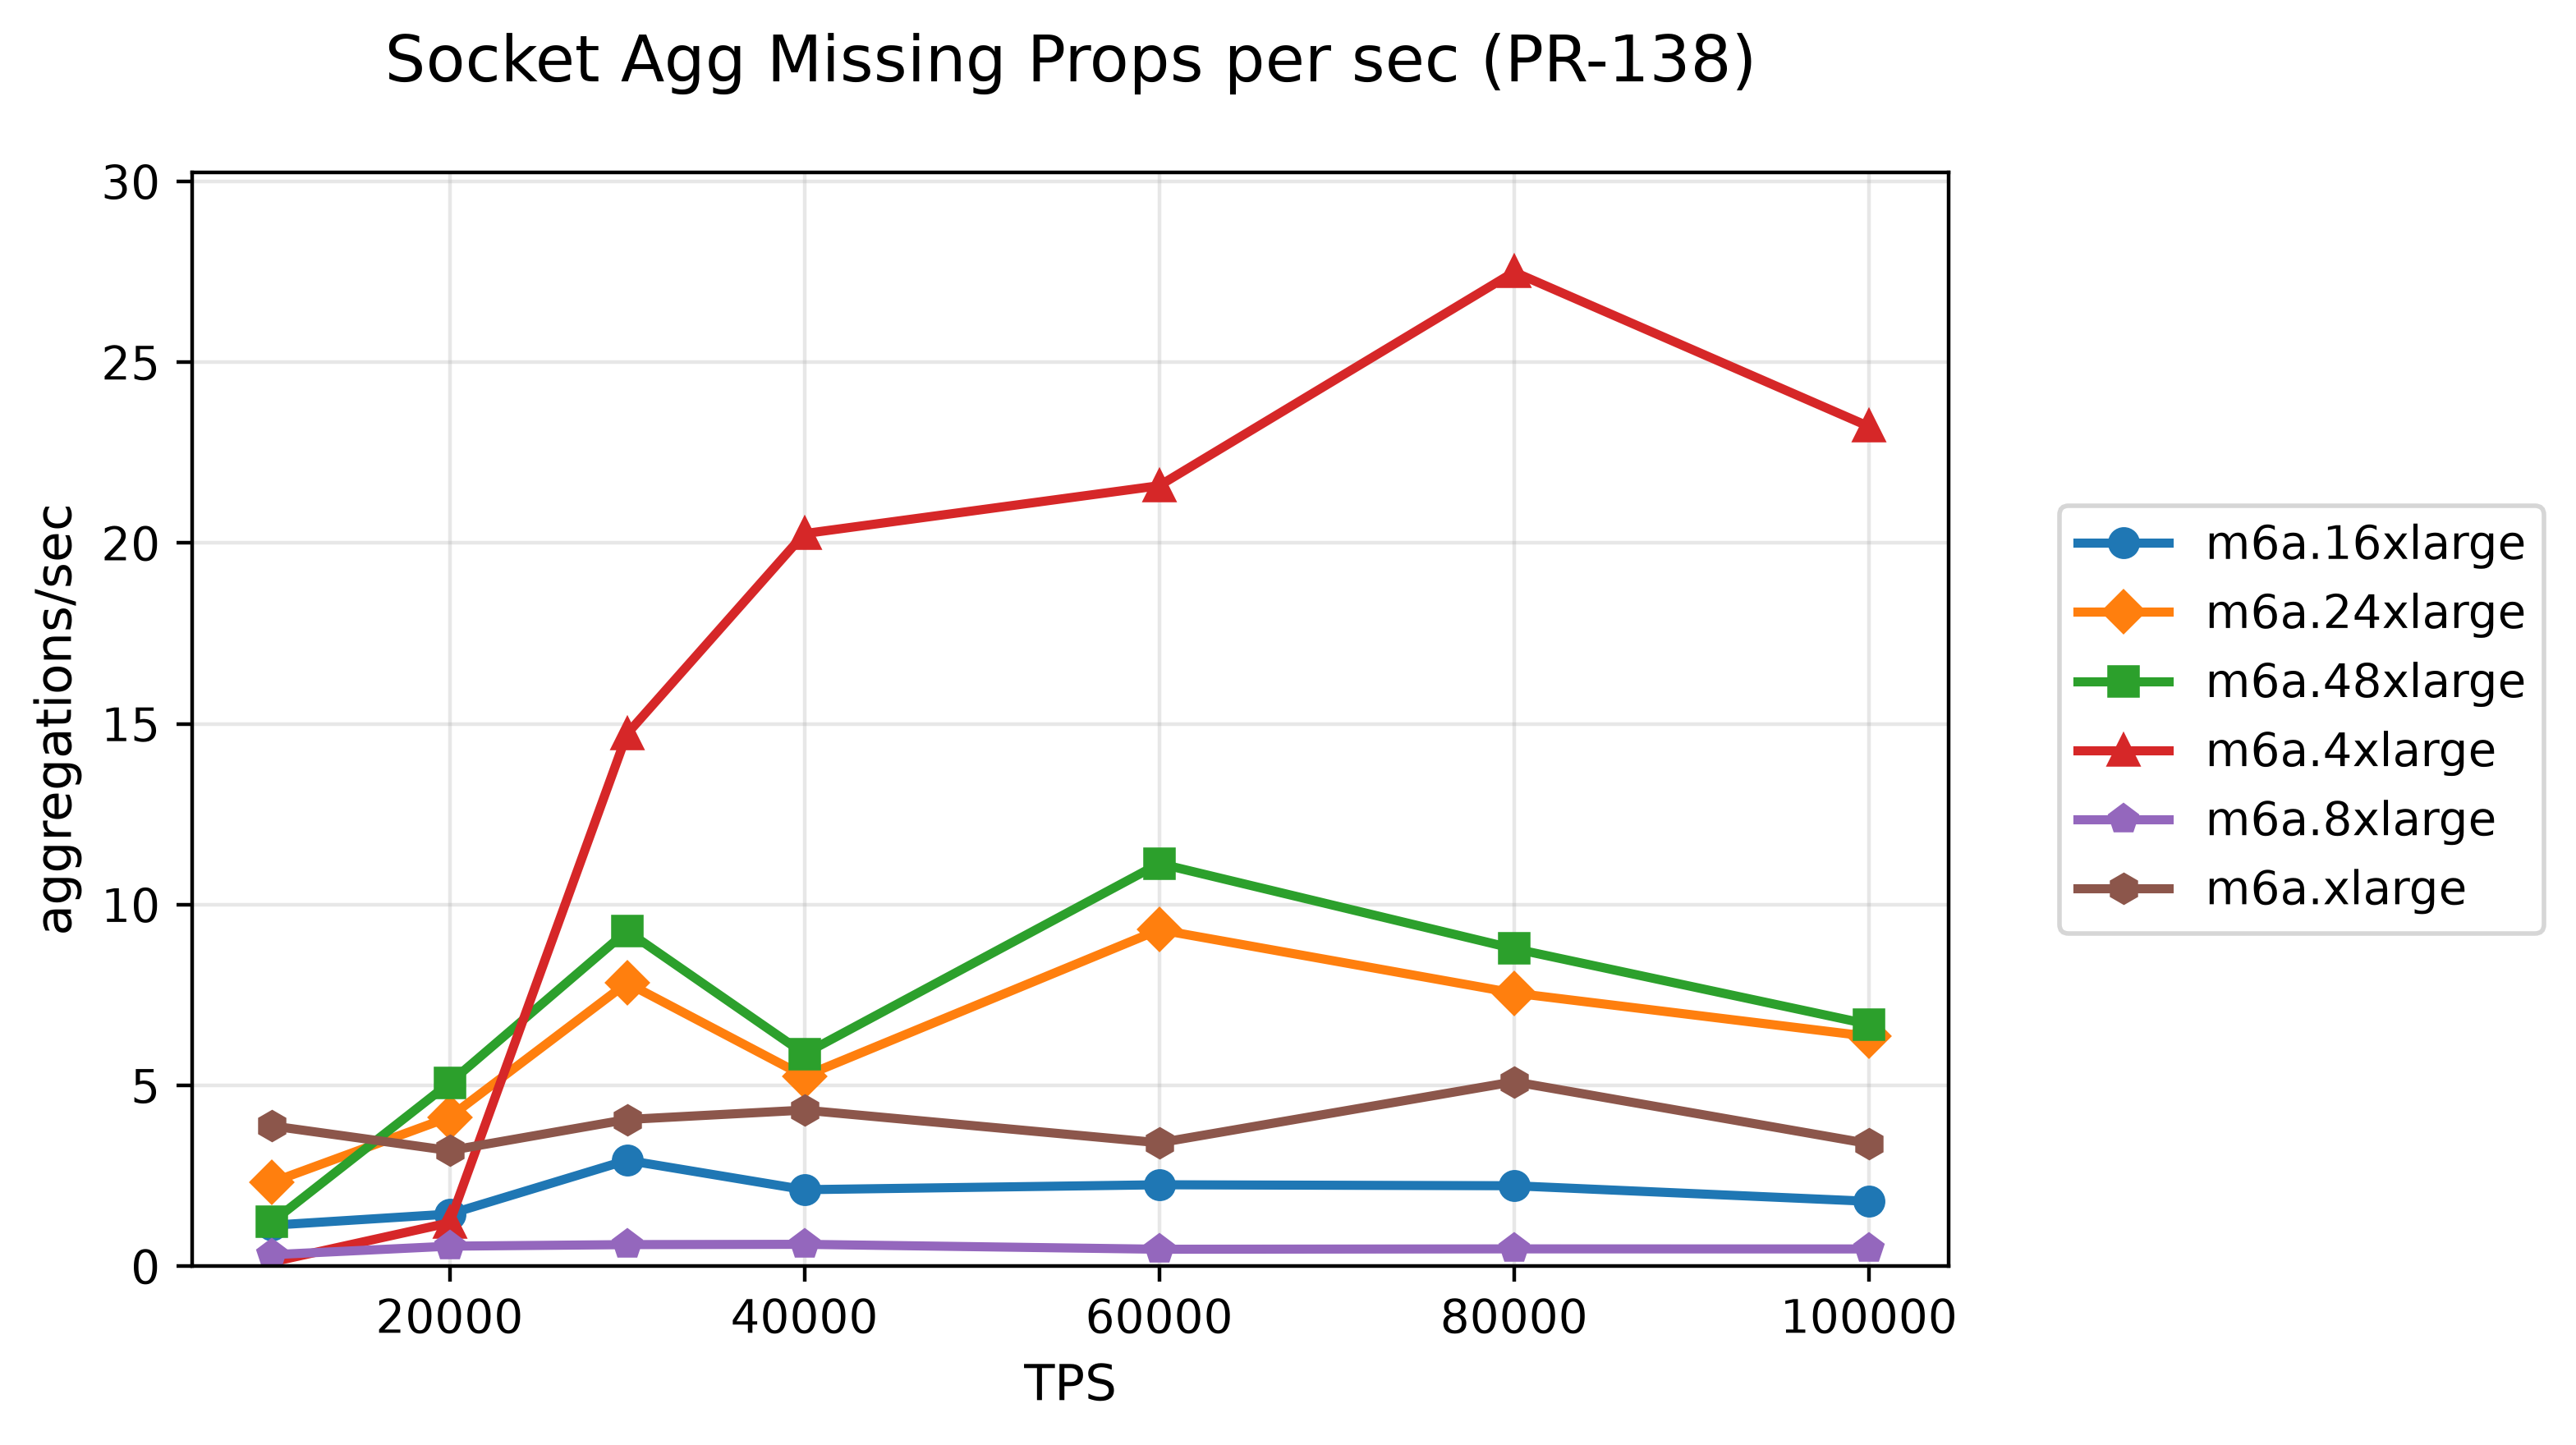 Socket Agg Missing Props per sec (PR-138)
30
25
20
15
10
5
0
aggregations/sec
20000
40000
60000
80000
100000
TPS
m6a.16xlarge
m6a.24xlarge
m6a.48xlarge
m6a.4xlarge
m6a.8xlarge
m6a.xlarge